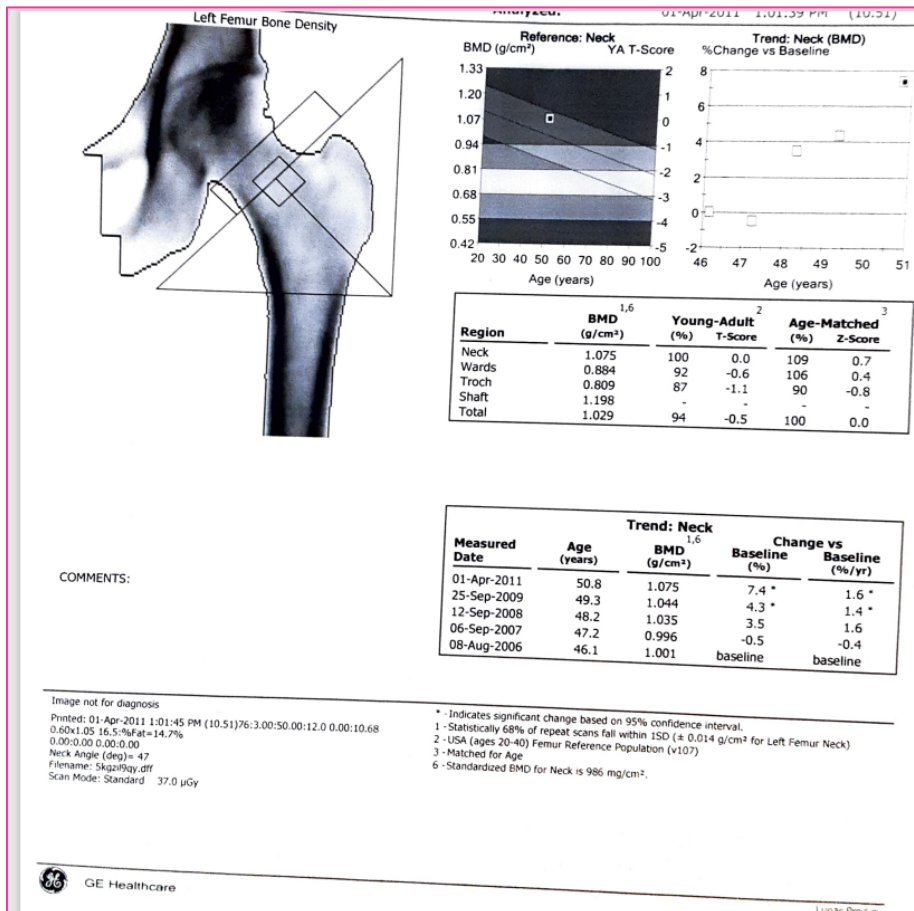 Left Femur Bone Density
Analyzed: 01-Apr-2011 1:01:39 PM (10.51)
Reference: Neck
BMD (g/cm²) YA T-Score
1.33 2
1.20 1
1.07 0
0.94 -1
0.81 -2
0.68 -3
0.55 -4
0.42 -5
20 30 40 50 60 70 80 90 100
Age (years)
Trend: Neck (BMD)
%Change vs Baseline
8
6
4
2
0
-2
46 47 48 49 50 51
Age (years)
1,6 2 3
BMD Young-Adult Age-Matched
Region (g/cm²) (%) T-Score (%) Z-Score
Neck 1.075 100 0.0 109 0.7
Wards 0.884 92 -0.6 106 0.4
Troch 0.809 87 -1.1 90 -0.8
Shaft 1.198 - - - -
Total 1.029 94 -0.5 100 0.0
Trend: Neck
1,6 Change vs
Measured Age BMD Baseline Baseline
Date (years) (g/cm²) (%) (%/yr)
01-Apr-2011 50.8 1.075 7.4 * 1.6 *
25-Sep-2009 49.3 1.044 4.3 * 1.4 *
12-Sep-2008 48.2 1.035 3.5 1.6
06-Sep-2007 47.2 0.996 -0.5 -0.4
08-Aug-2006 46.1 1.001 baseline baseline
COMMENTS:
Image not for diagnosis
Printed: 01-Apr-2011 1:01:45 PM (10.51)76:3.00:50.00:12.0 0.00:10.68
0.60x1.05 16.5:%Fat=14.7%
0.00:0.00 0.00:0.00
Neck Angle (deg)= 47
Filename: 5kgzil9qy.dff
Scan Mode: Standard 37.0 µGy
* - Indicates significant change based on 95% confidence interval.
1 - Statistically 68% of repeat scans fall within 1SD (± 0.014 g/cm² for Left Femur Neck)
2 - USA (ages 20-40) Femur Reference Population (v107)
3 - Matched for Age
6 - Standardized BMD for Neck is 986 mg/cm².
GE
GE Healthcare